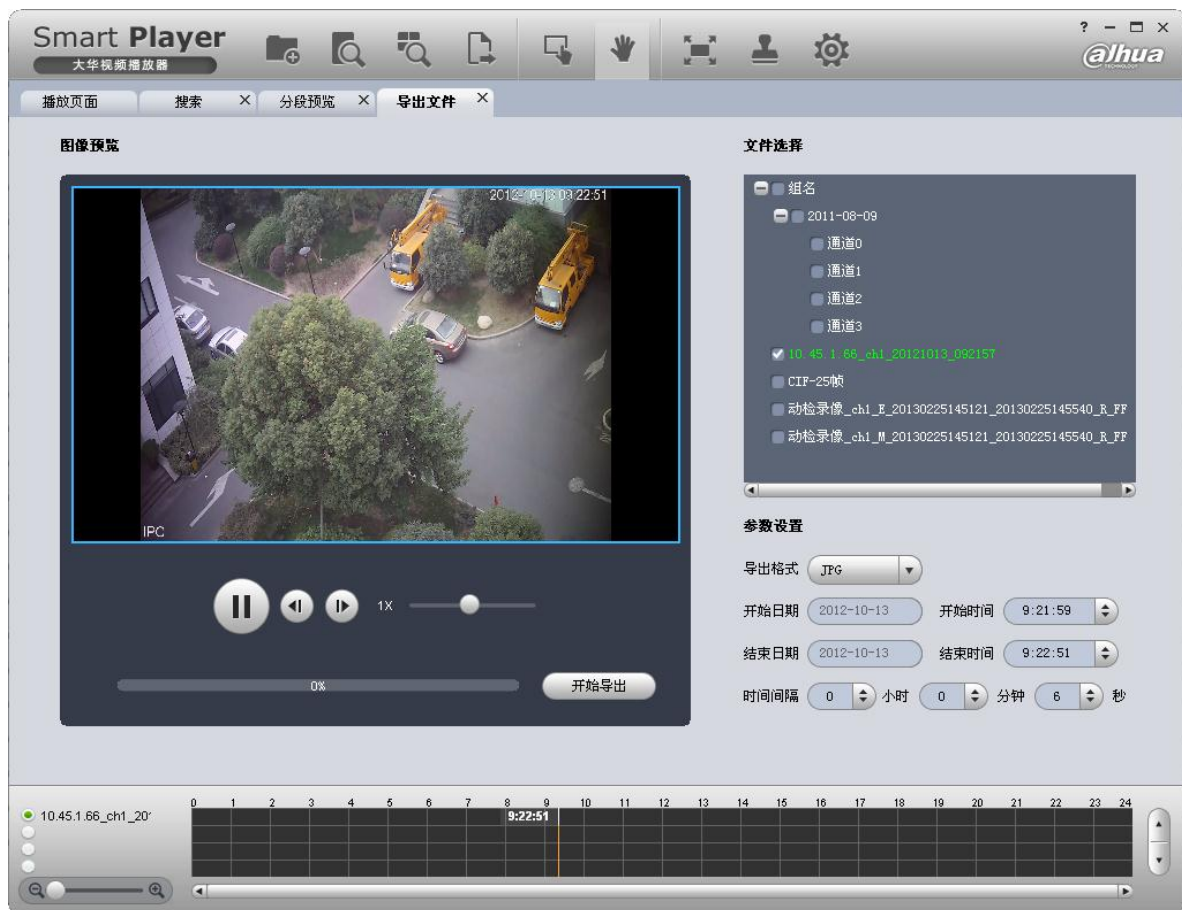 Smart Player
大华视频播放器
? 
alhua
TECHNOLOGY
播放页面 搜索 分段预览 导出文件
图像预览
文件选择
2012-10-13 09:22:51
IPC
组名
2011-08-09
通道0
通道1
通道2
通道3
10.45.1.66_ch1_20121013_092157
CIF-25帧
动检录像_ch1_E_20130225145121_20130225145540_R_FF
动检录像_ch1_M_20130225145121_20130225145540_R_FF
1X
0%
开始导出
参数设置
导出格式 JPG
开始日期 2012-10-13 开始时间 9:21:59
结束日期 2012-10-13 结束时间 9:22:51
时间间隔 0 小时 0 分钟 6 秒
0 1 2 3 4 5 6 7 8 9 10 11 12 13 14 15 16 17 18 19 20 21 22 23 24
10.45.1.66_ch1_20
9:22:51